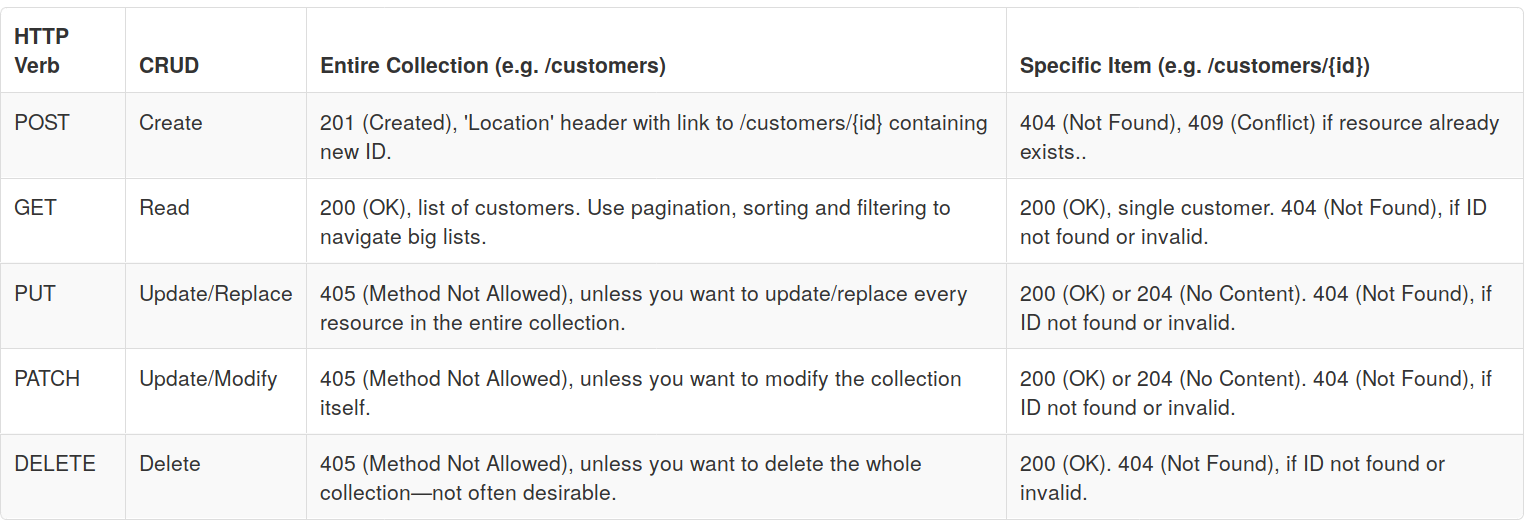 HTTP
Verb
CRUD
Entire Collection (e.g. /customers)
Specific Item (e.g. /customers/{id})
POST
Create
201 (Created), 'Location' header with link to /customers/{id} containing
new ID.
404 (Not Found), 409 (Conflict) if resource already
exists..
GET
Read
200 (OK), list of customers. Use pagination, sorting and filtering to
navigate big lists.
200 (OK), single customer. 404 (Not Found), if ID
not found or invalid.
PUT
Update/Replace
405 (Method Not Allowed), unless you want to update/replace every
resource in the entire collection.
200 (OK) or 204 (No Content). 404 (Not Found), if
ID not found or invalid.
PATCH
Update/Modify
405 (Method Not Allowed), unless you want to modify the collection
itself.
200 (OK) or 204 (No Content). 404 (Not Found), if
ID not found or invalid.
DELETE
Delete
405 (Method Not Allowed), unless you want to delete the whole
collection—not often desirable.
200 (OK). 404 (Not Found), if ID not found or
invalid.